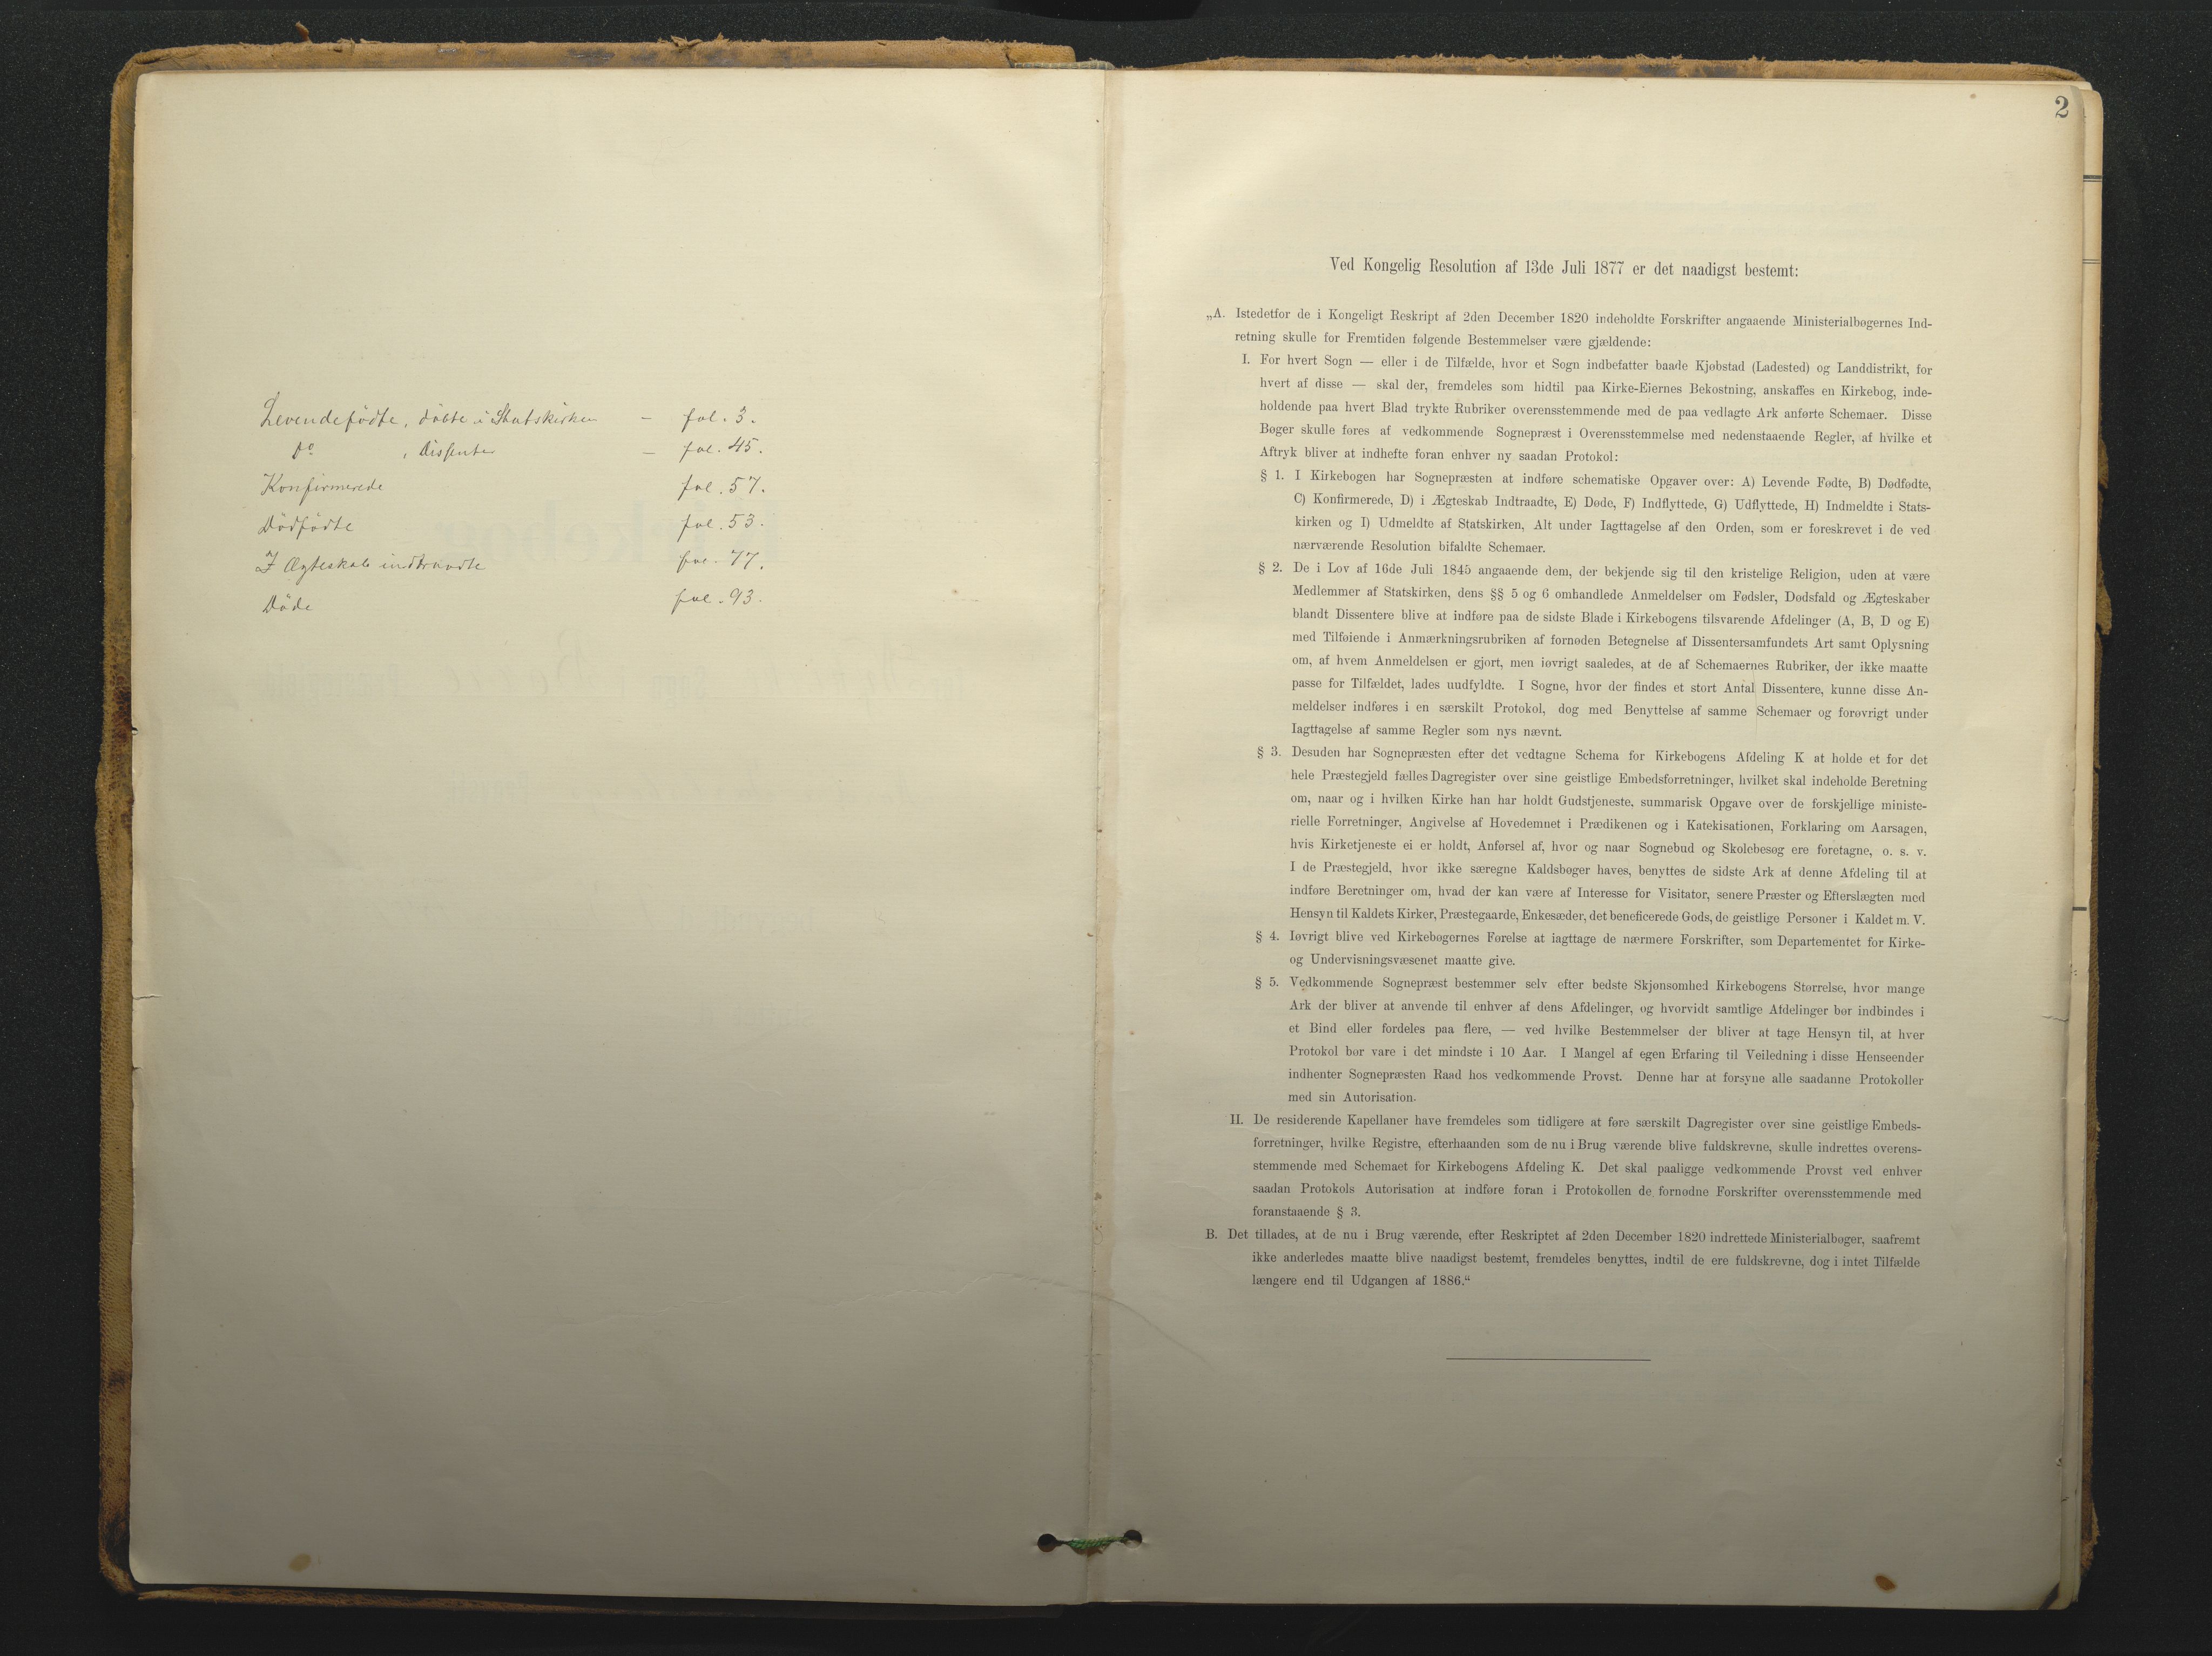 Levendefødte, døbte i Statskirken – fol. 3.
Do , Dissenter – fol. 45.
Konfirmerede fol. 57.
Dödfödte fol. 53.
I Ægteskab indtraadte fol. 77.
Döde fol. 93.
2
Ved Kongelig Resolution af 13de Juli 1877 er det naadigst bestemt:
„A. Istedetfor de i Kongeligt Reskript af 2den December 1820 indeholdte Forskrifter angaaende Ministerialbøgernes Ind-
retning skulle for Fremtiden følgende Bestemmelser være gjældende:
I. For hvert Sogn — eller i de Tilfælde, hvor et Sogn indbefatter baade Kjøbstad (Ladested) og Landdistrikt, for
hvert af disse — skal der, fremdeles som hidtil paa Kirke-Eiernes Bekostning, anskaffes en Kirkebog, inde-
holdende paa hvert Blad trykte Rubriker overensstemmende med de paa vedlagte Ark anførte Schemaer. Disse
Bøger skulle føres af vedkommende Sognepræst i Overensstemmelse med nedenstaaende Regler, af hvilke et
Aftryk bliver at indhefte foran enhver ny saadan Protokol:
§ 1. I Kirkebogen har Sognepræsten at indføre schematiske Opgaver over: A) Levende Fødte, B) Dødfødte,
C) Konfirmerede, D) i Ægteskab Indtraadte, E) Døde, F) Indflyttede, G) Udflyttede, H) Indmeldte i Stats-
kirken og I) Udmeldte af Statskirken, Alt under Iagttagelse af den Orden, som er foreskrevet i de ved
nærværende Resolution bifaldte Schemaer.
§ 2. De i Lov af 16de Juli 1845 angaaende dem, der bekjende sig til den kristelige Religion, uden at være
Medlemmer af Statskirken, dens §§ 5 og 6 omhandlede Anmeldelser om Fødsler, Dødsfald og Ægteskaber
blandt Dissentere blive at indføre paa de sidste Blade i Kirkebogens tilsvarende Afdelinger (A, B, D og E)
med Tilføiende i Anmærkningsrubriken af fornøden Betegnelse af Dissentersamfundets Art samt Oplysning
om, af hvem Anmeldelsen er gjort, men iøvrigt saaledes, at de af Schemaernes Rubriker, der ikke maatte
passe for Tilfældet, lades uudfyldte. I Sogne, hvor der findes et stort Antal Dissentere, kunne disse An-
meldelser indføres i en særskilt Protokol, dog med Benyttelse af samme Schemaer og forøvrigt under
Iagttagelse af samme Regler som nys nævnt.
§ 3. Desuden har Sognepræsten efter det vedtagne Schema for Kirkebogens Afdeling K at holde et for det
hele Præstegjeld fælles Dagregister over sine geistlige Embedsforretninger, hvilket skal indeholde Beretning
om, naar og i hvilken Kirke han har holdt Gudstjeneste, summarisk Opgave over de forskjellige ministe-
rielle Forretninger, Angivelse af Hovedemnet i Prædikenen og i Katekisationen, Forklaring om Aarsagen,
hvis Kirketjeneste ei er holdt, Anførsel af, hvor og naar Sognebud og Skolebesøg ere foretagne, o. s. v.
I de Præstegjeld, hvor ikke særegne Kaldsbøger haves, benyttes de sidste Ark af denne Afdeling til at
indføre Beretninger om, hvad der kan være af Interesse for Visitator, senere Præster og Efterslægten med
Hensyn til Kaldets Kirker, Præstegaarde, Enkesæder, det beneficerede Gods, de geistlige Personer i Kaldet m. V.
§ 4. Iøvrigt blive ved Kirkebøgernes Førelse at iagttage de nærmere Forskrifter, som Departementet for Kirke-
og Undervisningsvæsenet maatte give.
§ 5. Vedkommende Sognepræst bestemmer selv efter bedste Skjønsomhed Kirkebogens Størrelse, hvor mange
Ark der bliver at anvende til enhver af dens Afdelinger, og hvorvidt samtlige Afdelinger bør indbindes i
et Bind eller fordeles paa flere, — ved hvilke Bestemmelser der bliver at tage Hensyn til, at hver
Protokol bør vare i det mindste i 10 Aar. I Mangel af egen Erfaring til Veiledning i disse Henseender
indhenter Sognepræsten Raad hos vedkommende Provst. Denne har at forsyne alle saadanne Protokoller
med sin Autorisation.
II. De residerende Kapellaner have fremdeles som tidligere at føre særskilt Dagregister over sine geistlige Embeds-
forretninger, hvilke Registre, efterhaanden som de nu i Brug værende blive fuldskrevne, skulle indrettes overens-
stemmende med Schemaet for Kirkebogens Afdeling K. Det skal paaligge vedkommende Provst ved enhver
saadan Protokols Autorisation at indføre foran i Protokollen de fornødne Forskrifter overensstemmende med
foranstaaende § 3.
B. Det tillades, at de nu i Brug værende, efter Reskriptet af 2den December 1820 indrettede Ministerialbøger, saafremt
ikke anderledes maatte blive naadigst bestemt, fremdeles benyttes, indtil de ere fuldskrevne, dog i intet Tilfælde
længere end til Udgangen af 1886.“